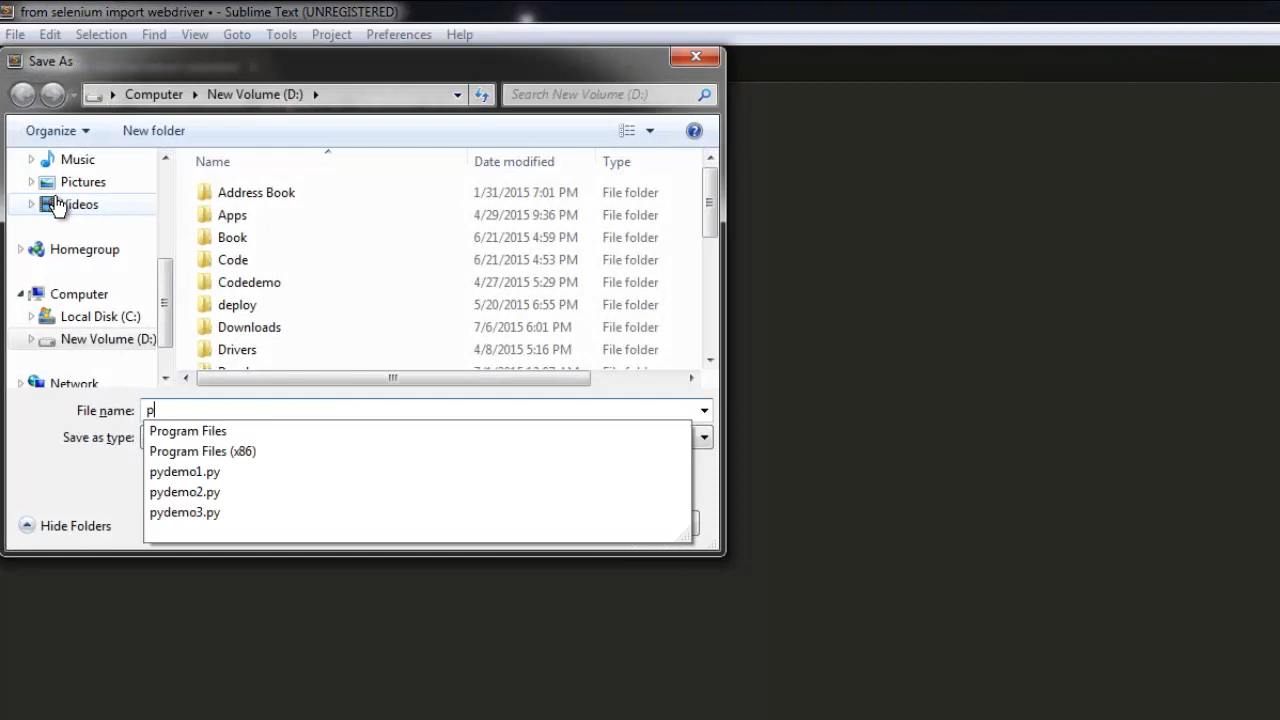 from selenium import webdriver • - Sublime Text (UNREGISTERED)
File Edit Selection Find View Goto Tools Project Preferences Help
Save As
Computer New Volume (D:) Search New Volume (D:)
Organize New folder
Music
Pictures
Videos
Homegroup
Computer
Local Disk (C:)
New Volume (D:)
Network
Name Date modified Type
Address Book 1/31/2015 7:01 PM File folder
Apps 4/29/2015 9:36 PM File folder
Book 6/21/2015 4:59 PM File folder
Code 6/21/2015 4:53 PM File folder
Codedemo 4/27/2015 5:29 PM File folder
deploy 5/20/2015 6:55 PM File folder
Downloads 7/6/2015 6:01 PM File folder
Drivers 4/8/2015 5:16 PM File folder
File name: p
Save as type:
Program Files
Program Files (x86)
pydemo1.py
pydemo2.py
pydemo3.py
Hide Folders